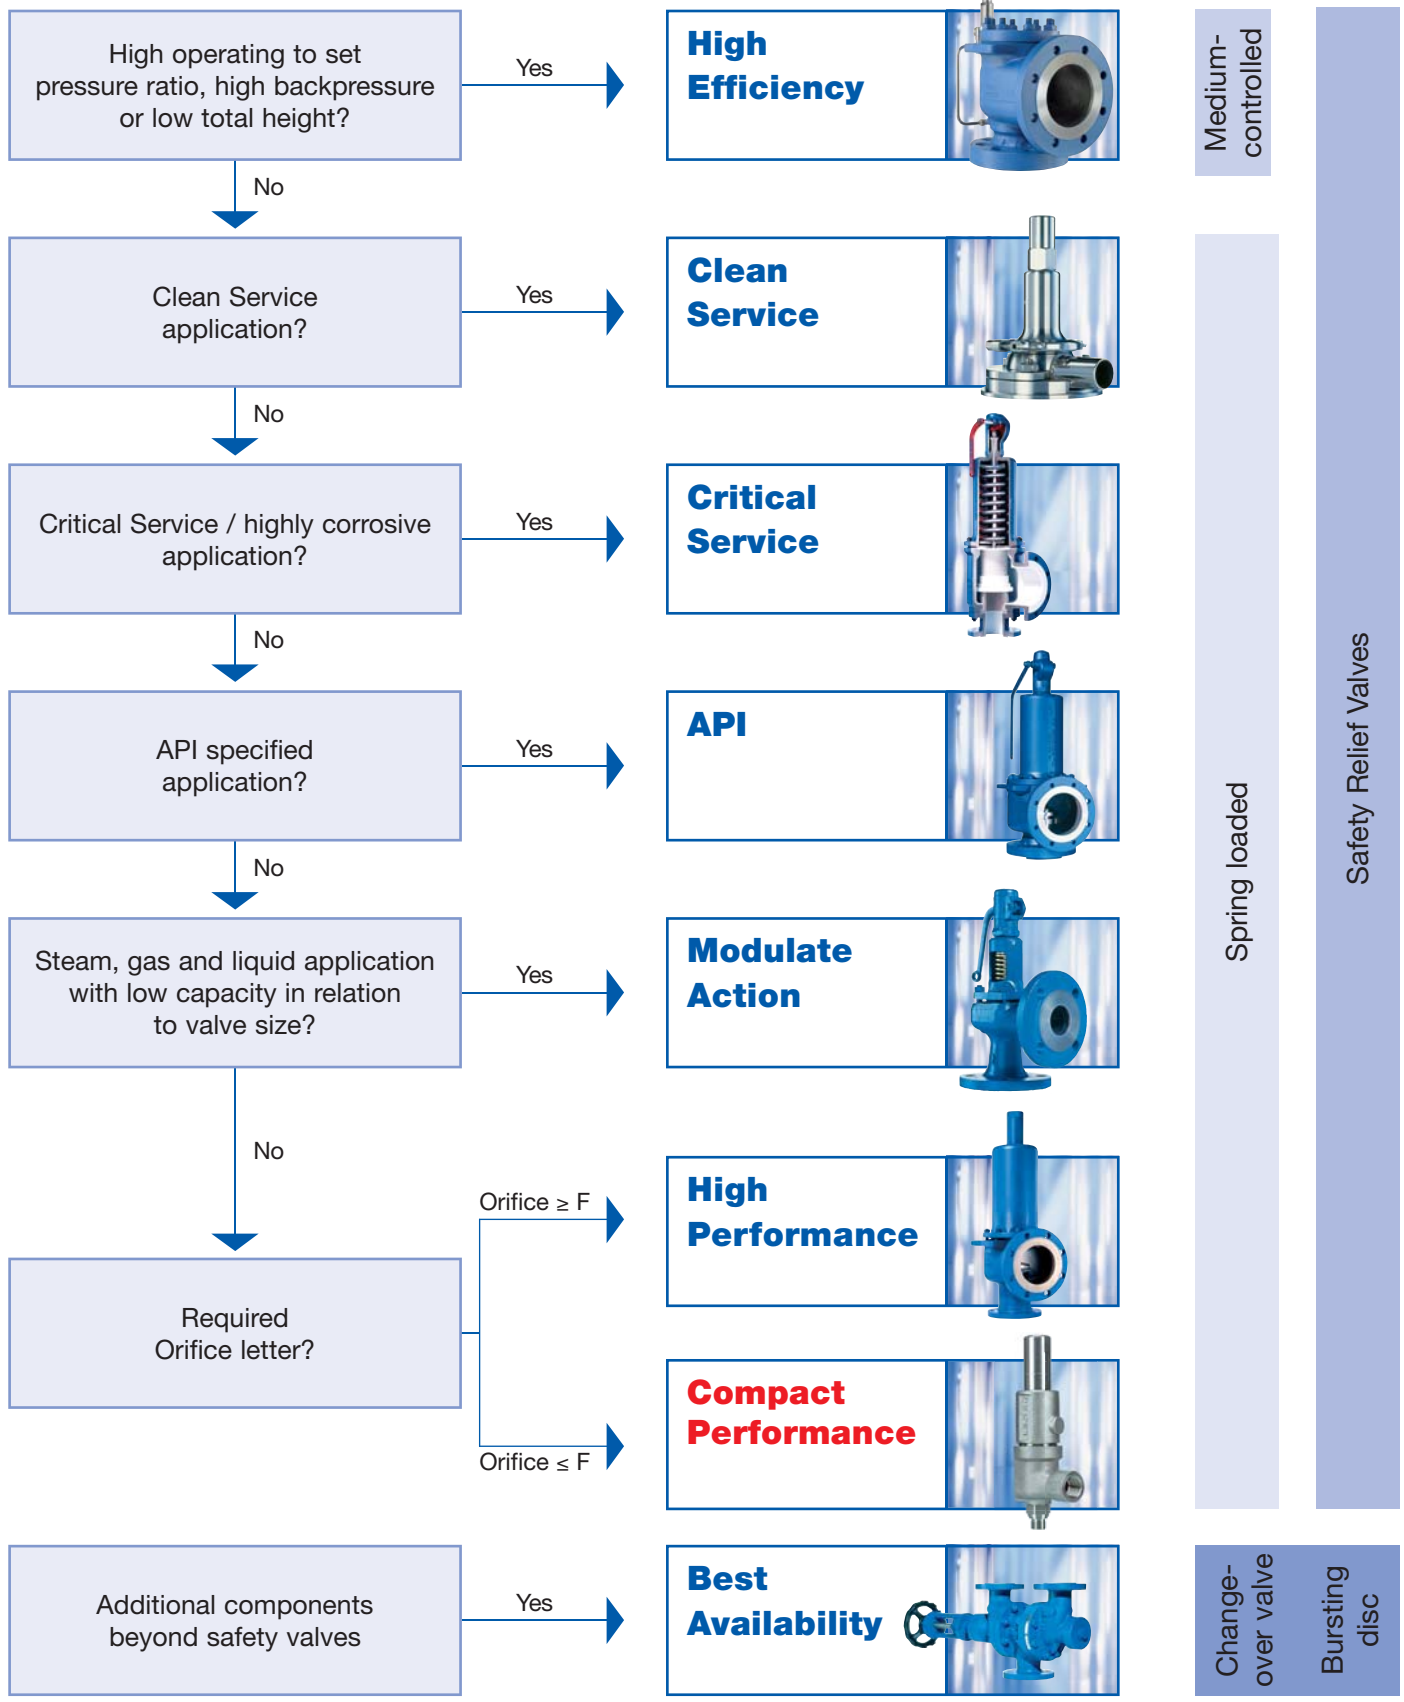 High operating to set
pressure ratio, high backpressure
or low total height?
Yes
High
Efficiency
Medium-
controlled
No
Clean Service
application?
Yes
Clean
Service
No
Critical Service / highly corrosive
application?
Yes
Critical
Service
No
API specified
application?
Yes
API
No
Steam, gas and liquid application
with low capacity in relation
to valve size?
Yes
Modulate
Action
No
Required
Orifice letter?
Orifice ≥ F
High
Performance
Orifice ≤ F
Compact
Performance
Spring loaded
Safety Relief Valves
Additional components
beyond safety valves
Yes
Best
Availability
Change-
over valve
Bursting
disc